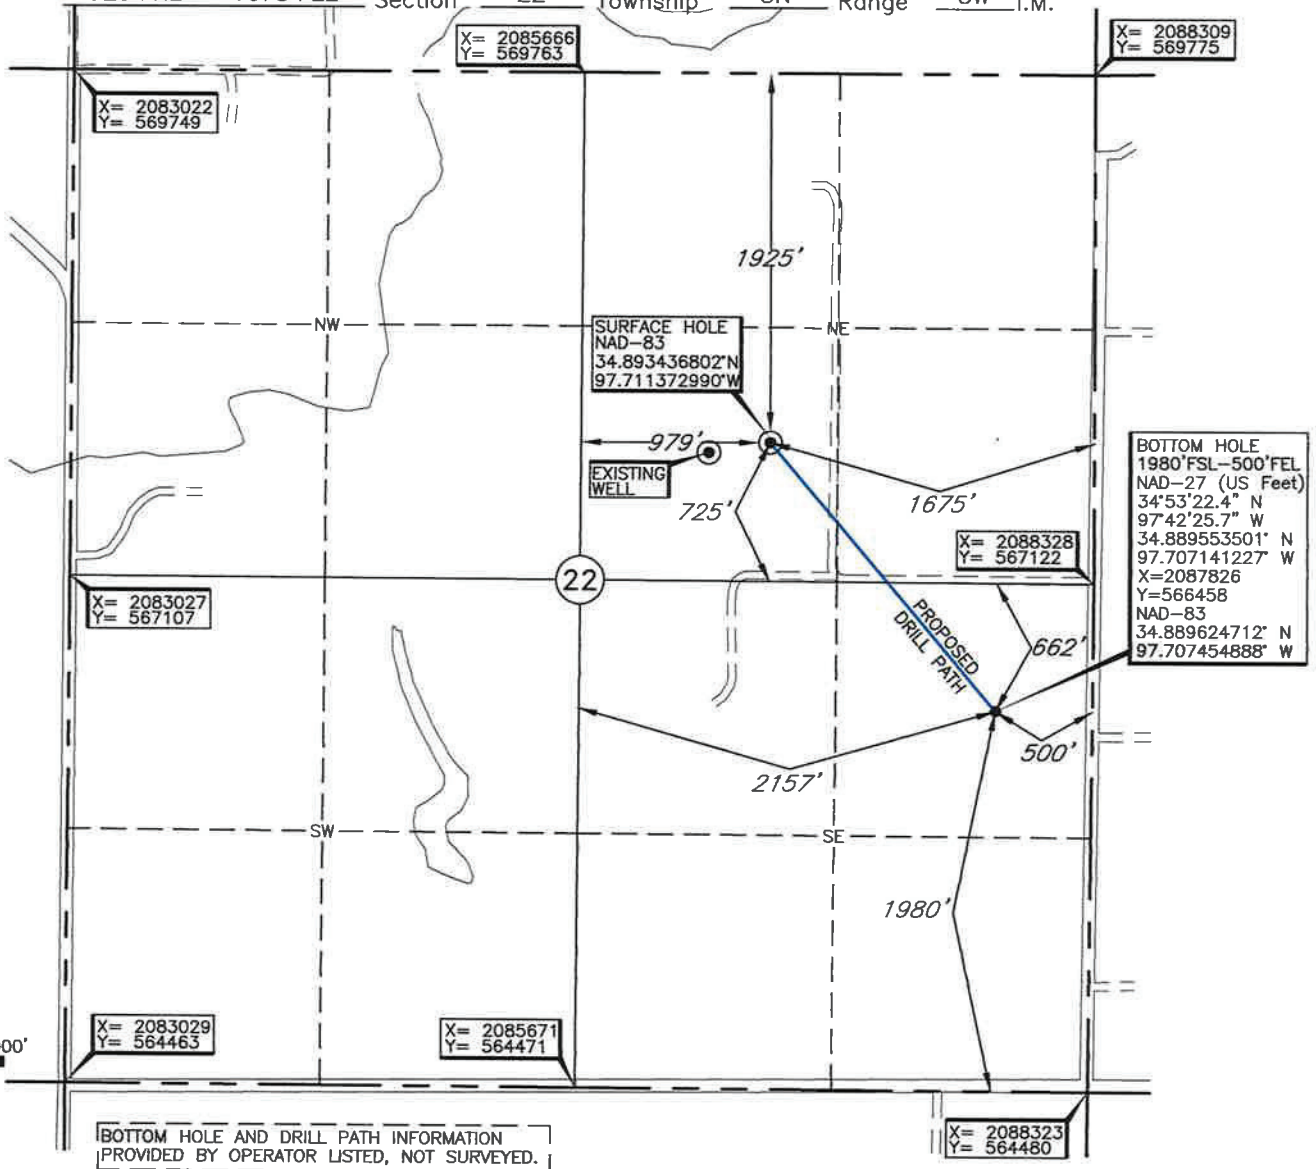 Section 22 Township
Range
I.M.
X= 2085666
Y= 569763
X= 2088309
Y= 569775
X= 2083022
Y= 569749
1925'
NW
NE
SURFACE HOLE
NAD-83
34.893436802°N
97.711372990°W
979'
EXISTING
WELL
725'
1675'
BOTTOM HOLE
1980'FSL-500'FEL
NAD-27 (US Feet)
34°53'22.4" N
97°42'25.7" W
34.889553501° N
97.707141227° W
X=2087826
Y=566458
NAD-83
34.889624712° N
97.707454888° W
X= 2088328
Y= 567122
22
X= 2083027
Y= 567107
PROPOSED
DRILL PATH
662'
500'
2157'
SW
SE
1980'
X= 2083029
Y= 564463
X= 2085671
Y= 564471
00'
X= 2088323
Y= 564480
BOTTOM HOLE AND DRILL PATH INFORMATION
PROVIDED BY OPERATOR LISTED, NOT SURVEYED.